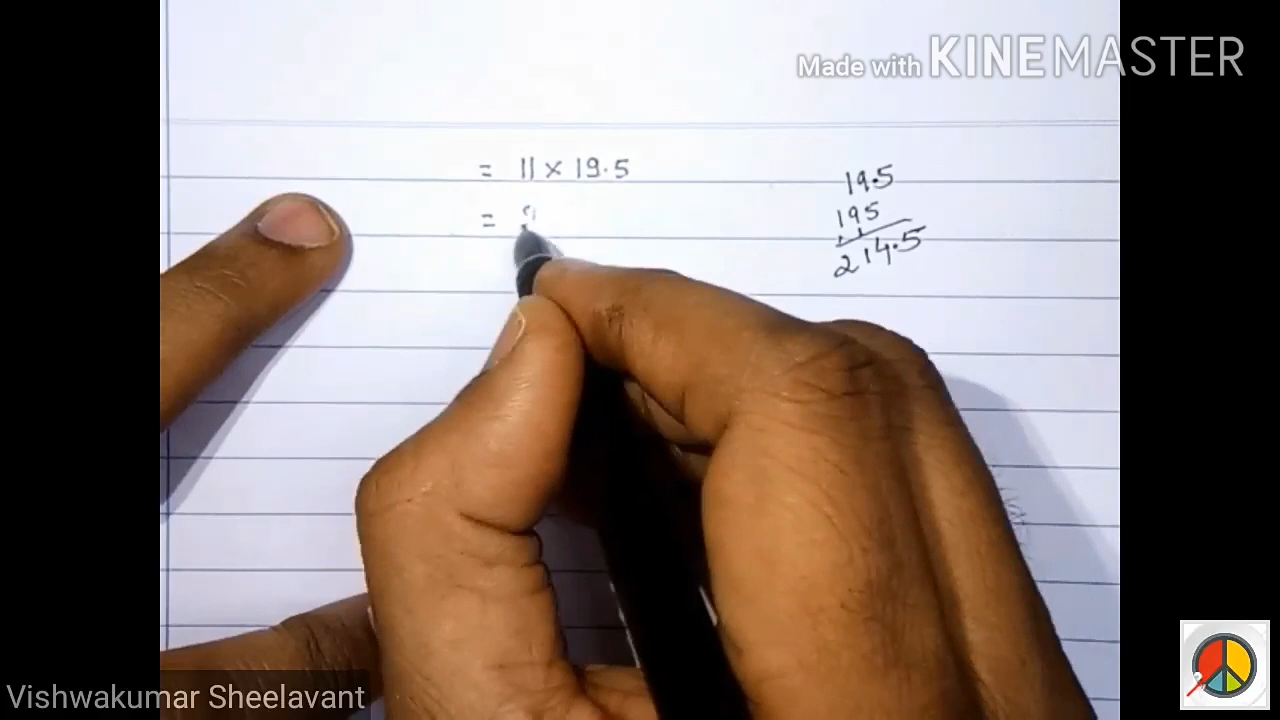 Made with KINEMASTER
= 11 × 19.5
=
19.5
195
214.5
Vishwakumar Sheelavant